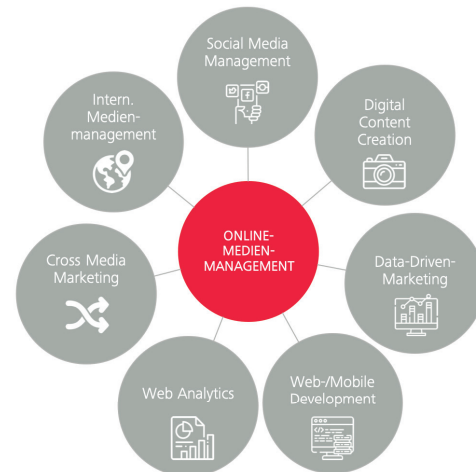 Social Media
Management
Digital
Content
Creation
Data-Driven-
Marketing
Web-/Mobile
Development
Web Analytics
Cross Media
Marketing
Intern.
Medien-
management
ONLINE-
MEDIEN-
MANAGEMENT